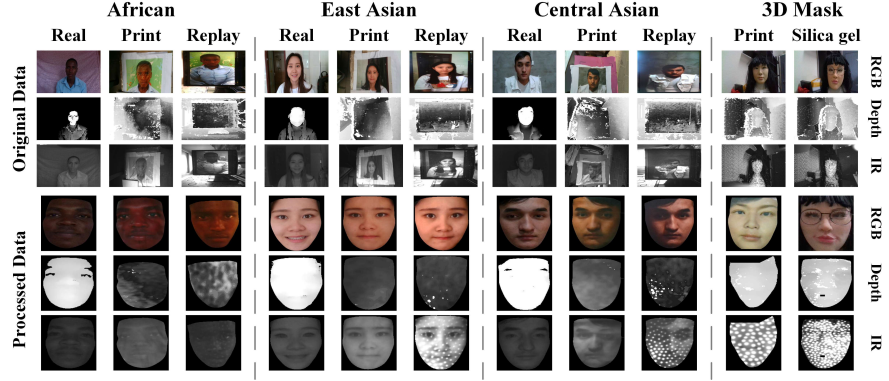 African East Asian Central Asian 3D Mask
Real Print Replay Real Print Replay Real Print Replay Print Silica gel
Original Data
RGB
Depth
IR
Processed Data
RGB
Depth
IR